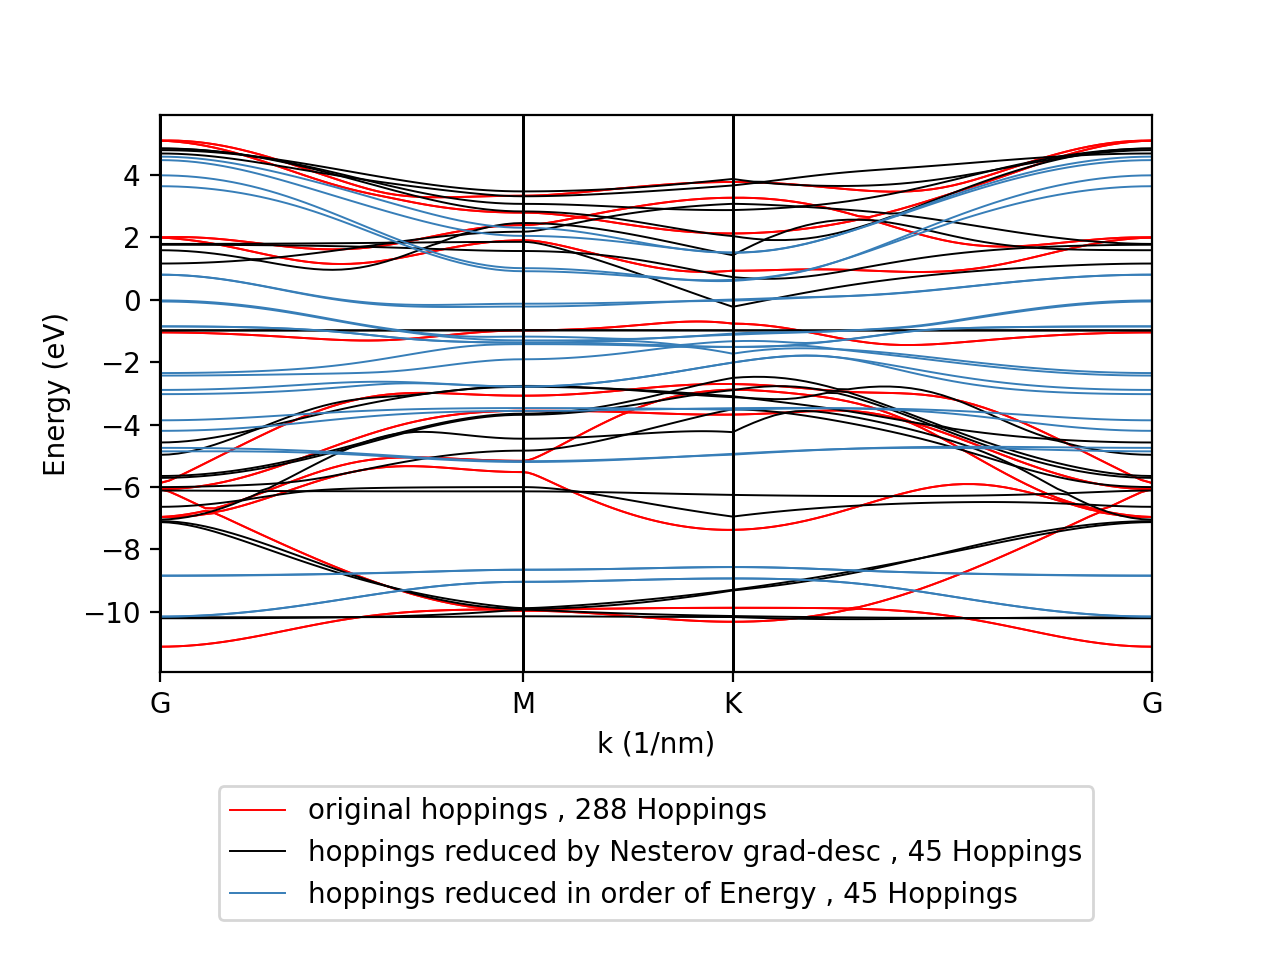 4
2
0
−2
−4
−6
−8
−10
Energy (eV)
G M K G
k (1/nm)
original hoppings , 288 Hoppings
hoppings reduced by Nesterov grad-desc , 45 Hoppings
hoppings reduced in order of Energy , 45 Hoppings